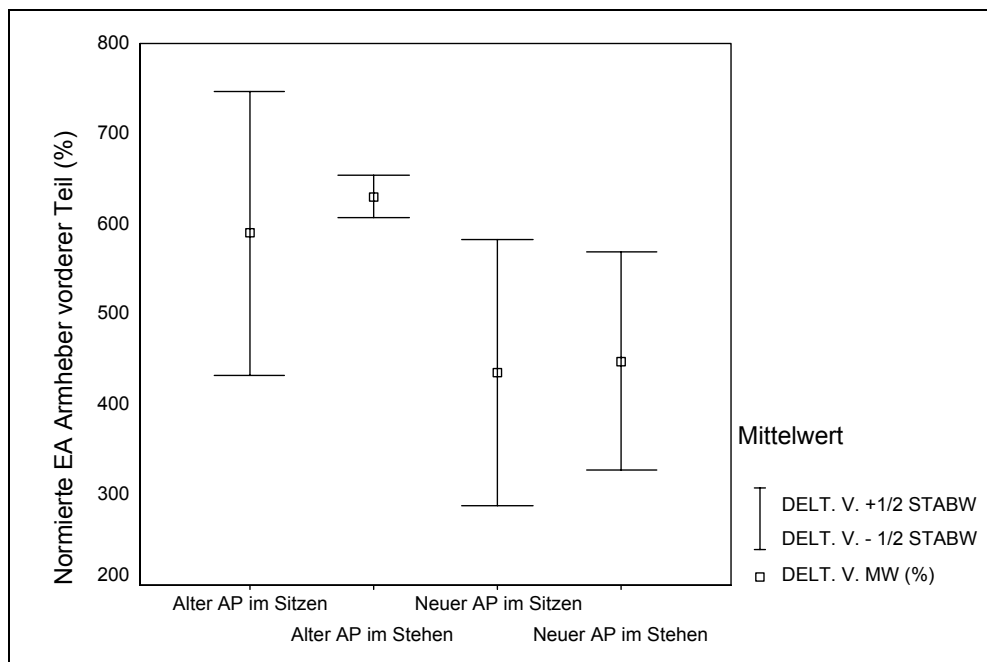 Normierte EA Armheber vorderer Teil (%)
800
700
600
500
400
300
200
Alter AP im Sitzen
Neuer AP im Sitzen
Alter AP im Stehen
Neuer AP im Stehen
Mittelwert
DELT. V. +1/2 STABW
DELT. V. - 1/2 STABW
DELT. V. MW (%)